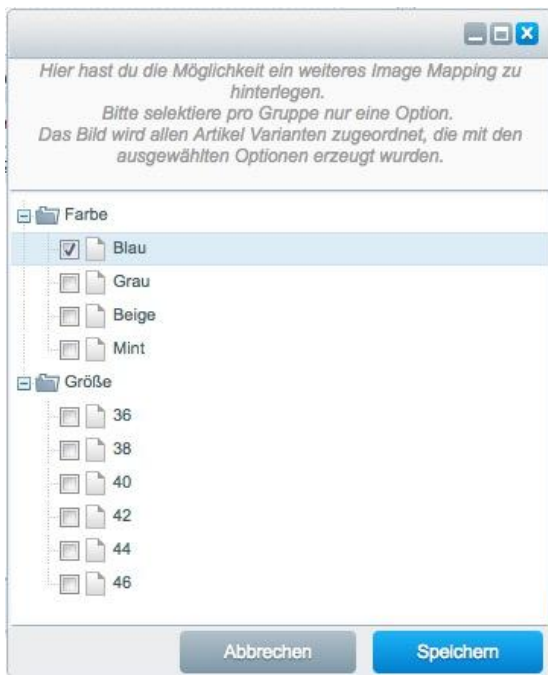 Hier hast du die Möglichkeit ein weiteres Image Mapping zu
hinterlegen.
Bitte selektiere pro Gruppe nur eine Option.
Das Bild wird allen Artikel Varianten zugeordnet, die mit den
ausgewählten Optionen erzeugt wurden.
Farbe
Blau
Grau
Beige
Mint
Größe
36
38
40
42
44
46
Abbrechen
Speichern